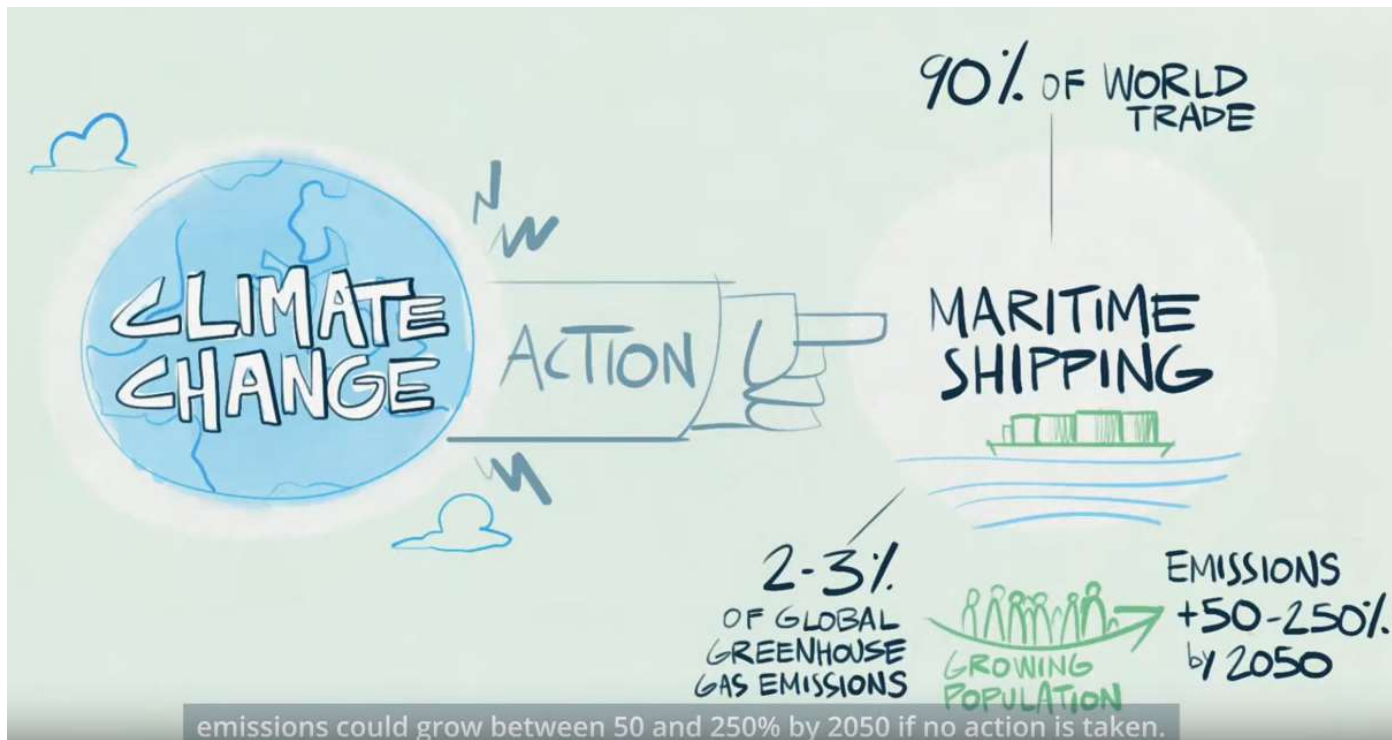 90% OF WORLD
TRADE
CLIMATE
CHANGE
ACTION
MARITIME
SHIPPING
2-3%
OF GLOBAL
GREENHOUSE
GAS EMISSIONS
GROWING
POPULATION
EMISSIONS
+50-250%
by 2050
emissions could grow between 50 and 250% by 2050 if no action is taken.